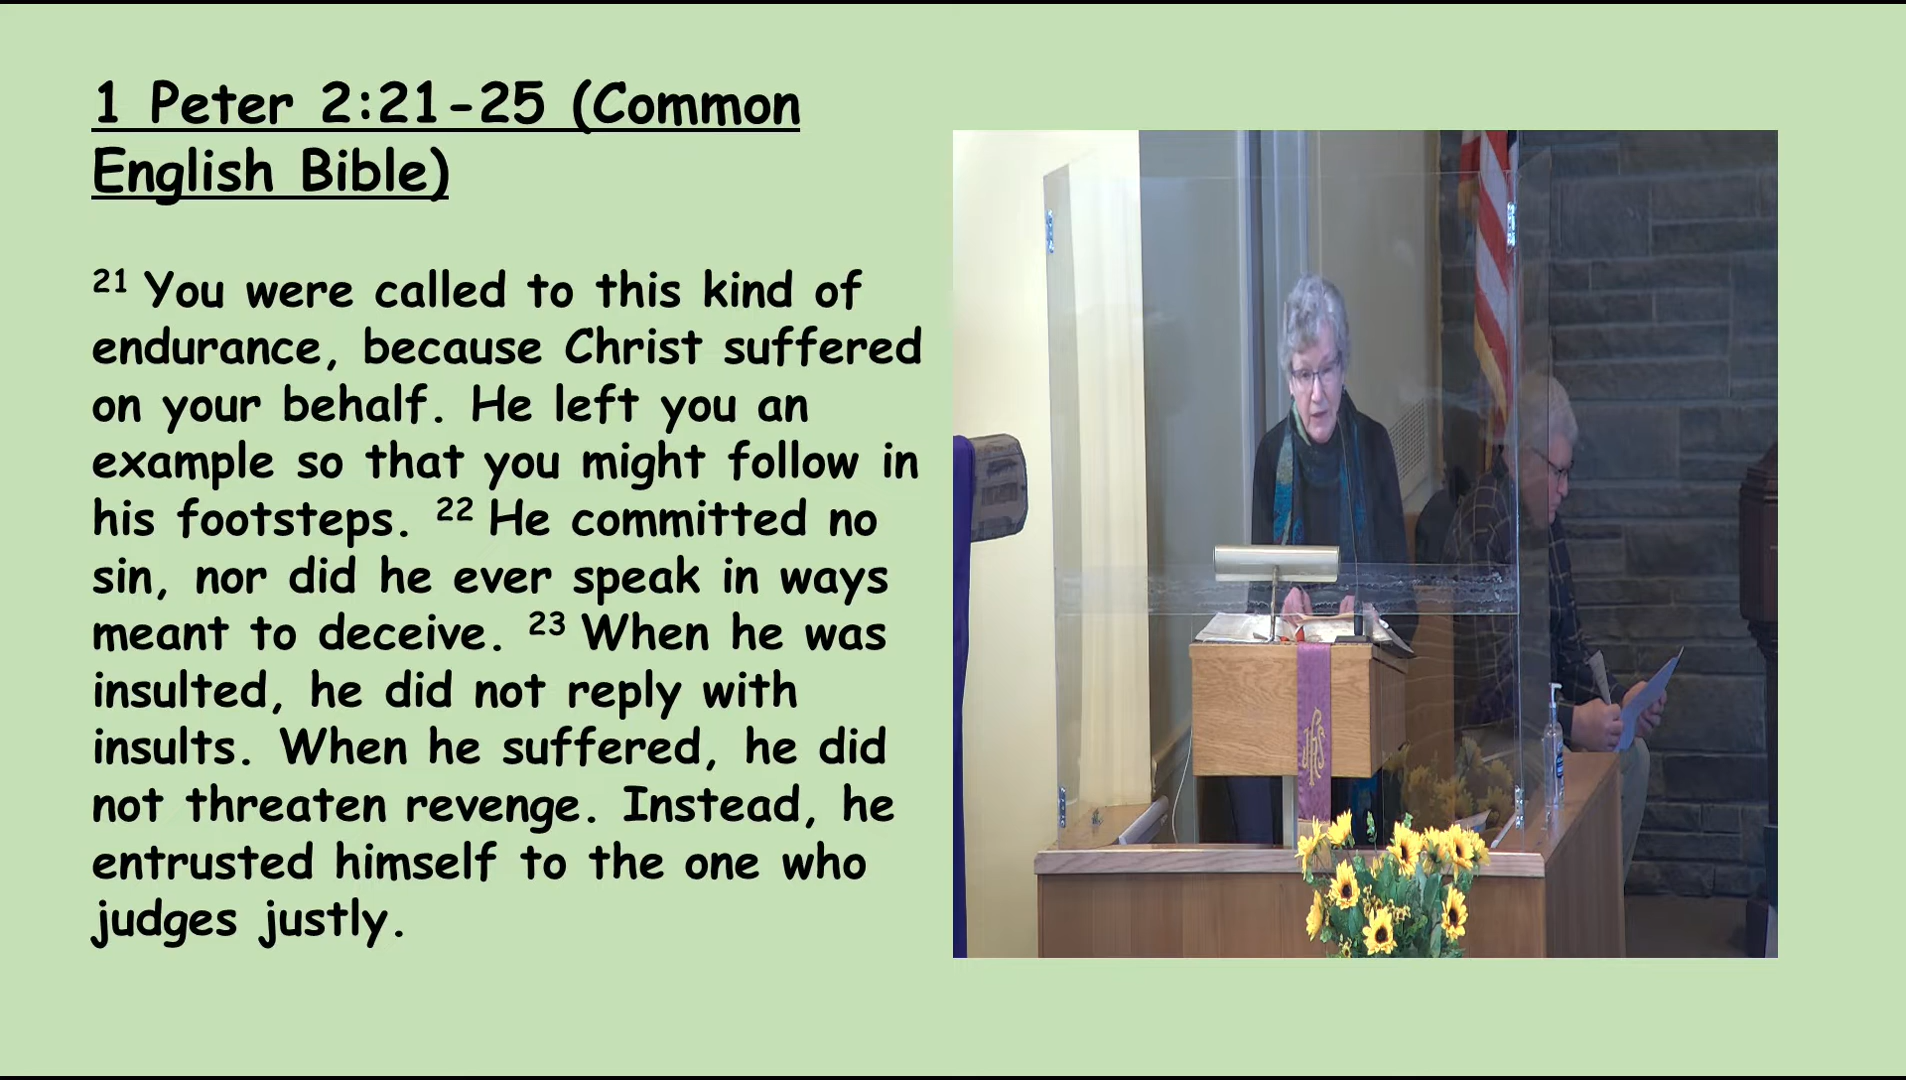 1 Peter 2:21-25 (Common
English Bible)
21 You were called to this kind of
endurance, because Christ suffered
on your behalf. He left you an
example so that you might follow in
his footsteps. 22 He committed no
sin, nor did he ever speak in ways
meant to deceive. 23 When he was
insulted, he did not reply with
insults. When he suffered, he did
not threaten revenge. Instead, he
entrusted himself to the one who
judges justly.
IHS